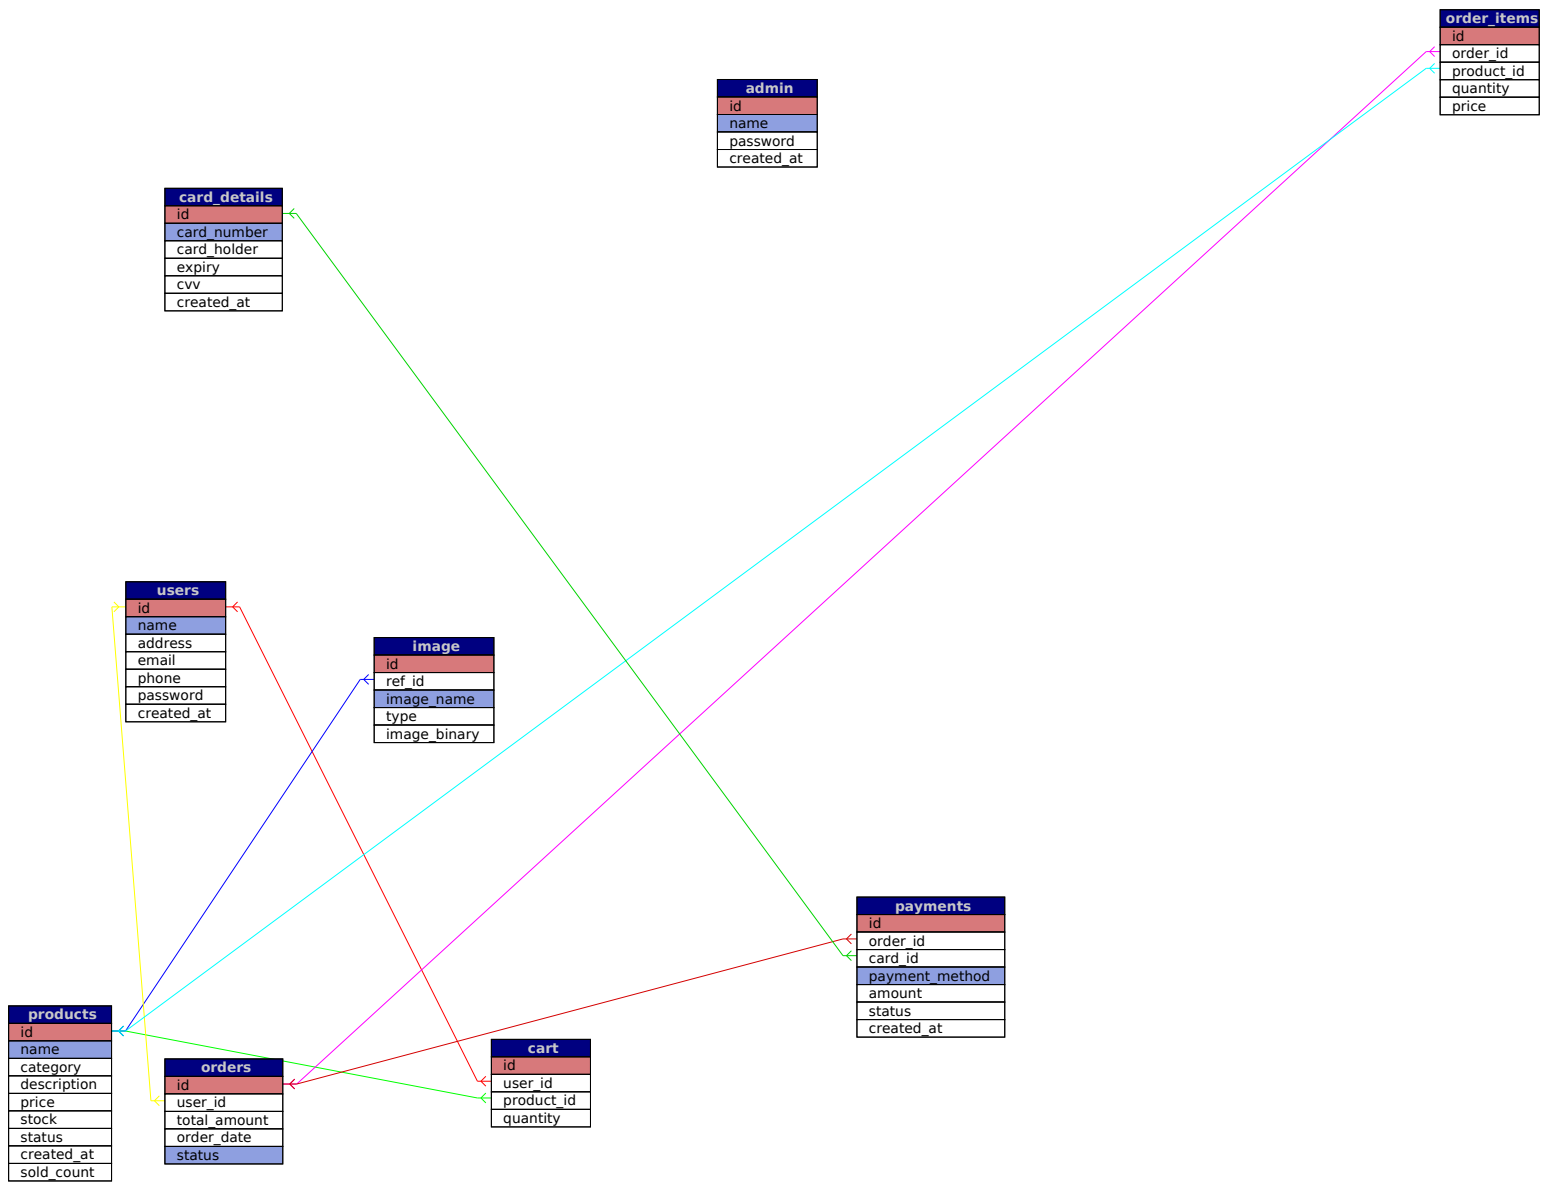 order_items
id
order_id
product_id
quantity
price
admin
id
name
password
created_at
card_details
id
card_number
card_holder
expiry
cvv
created_at
users
id
name
address
email
phone
password
created_at
image
id
ref_id
image_name
type
image_binary
payments
id
order_id
card_id
payment_method
amount
status
created_at
products
id
name
category
description
price
stock
status
created_at
sold_count
orders
id
user_id
total_amount
order_date
status
cart
id
user_id
product_id
quantity